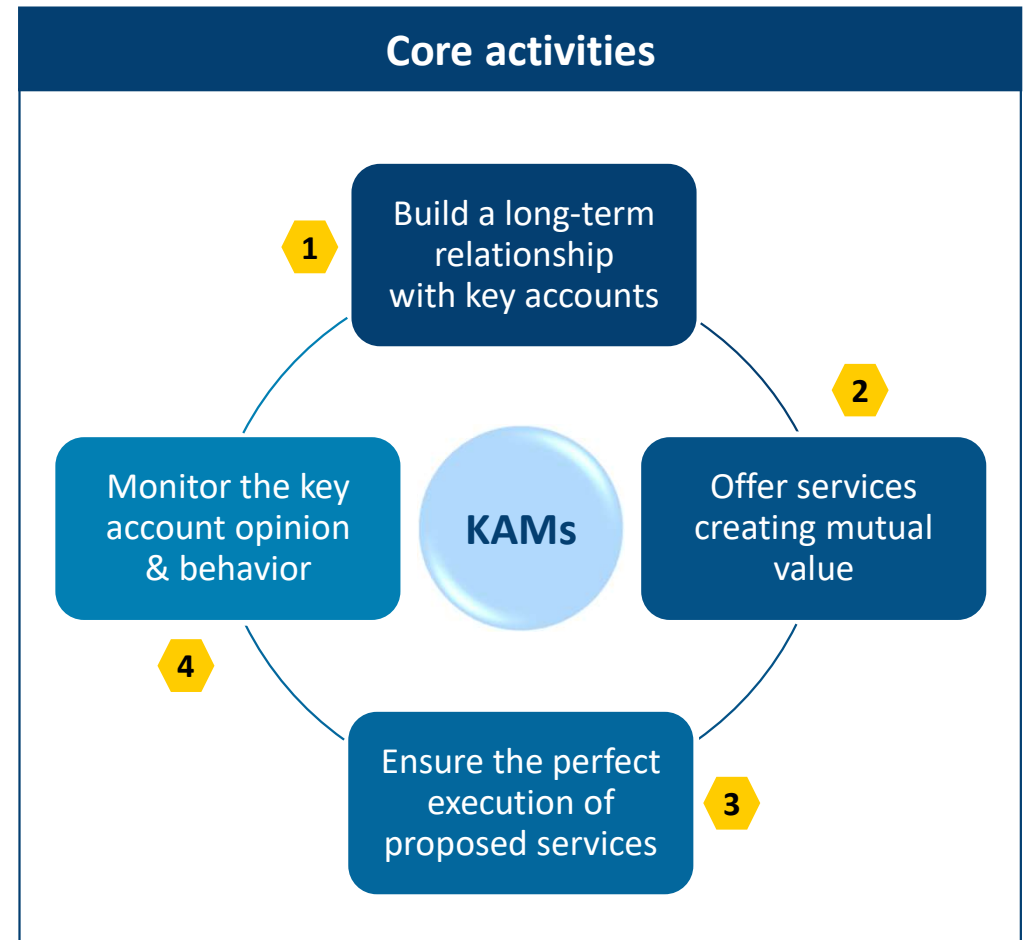 Core activities
1
Build a long-term
relationship
with key accounts
2
Offer services
creating mutual
value
KAMs
3
Ensure the perfect
execution of
proposed services
4
Monitor the key
account opinion
& behavior